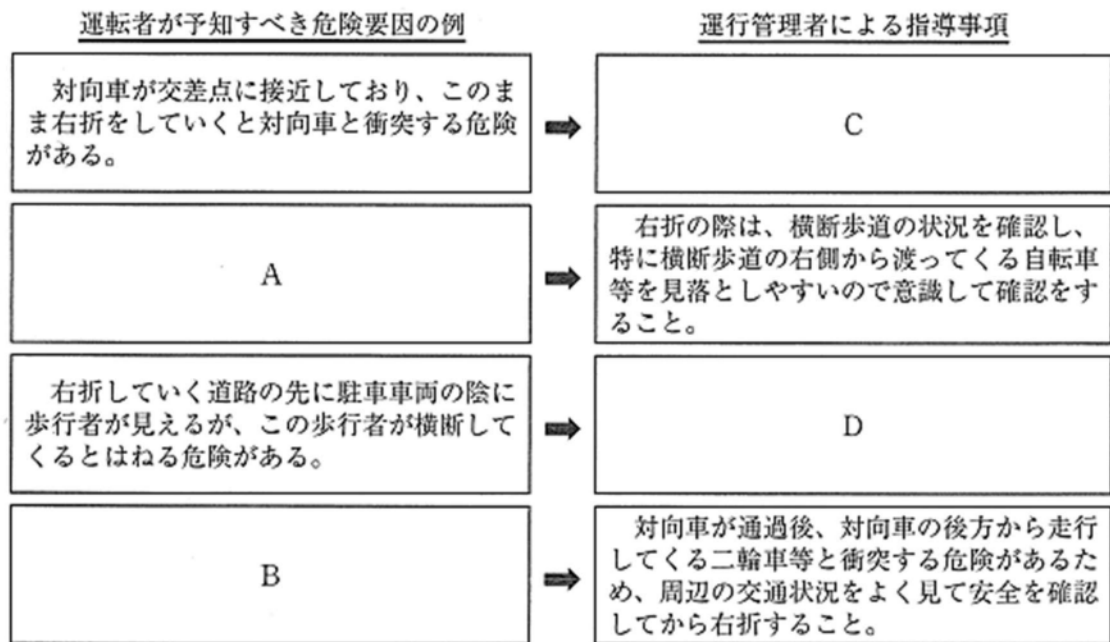 運転者が予知すべき危険要因の例
運行管理者による指導事項
対向車が交差点に接近しており、このま
ま右折をしていくと対向車と衝突する危険
がある。
C
A
右折の際は、横断歩道の状況を確認し、
特に横断歩道の右側から渡ってくる自転車
等を見落としやすいので意識して確認をす
ること。
右折していく道路の先に駐車車両の陰に
歩行者が見えるが、この歩行者が横断して
くるとはねる危険がある。
D
B
対向車が通過後、対向車の後方から走行
してくる二輪車等と衝突する危険があるた
め、周辺の交通状況をよく見て安全を確認
してから右折すること。